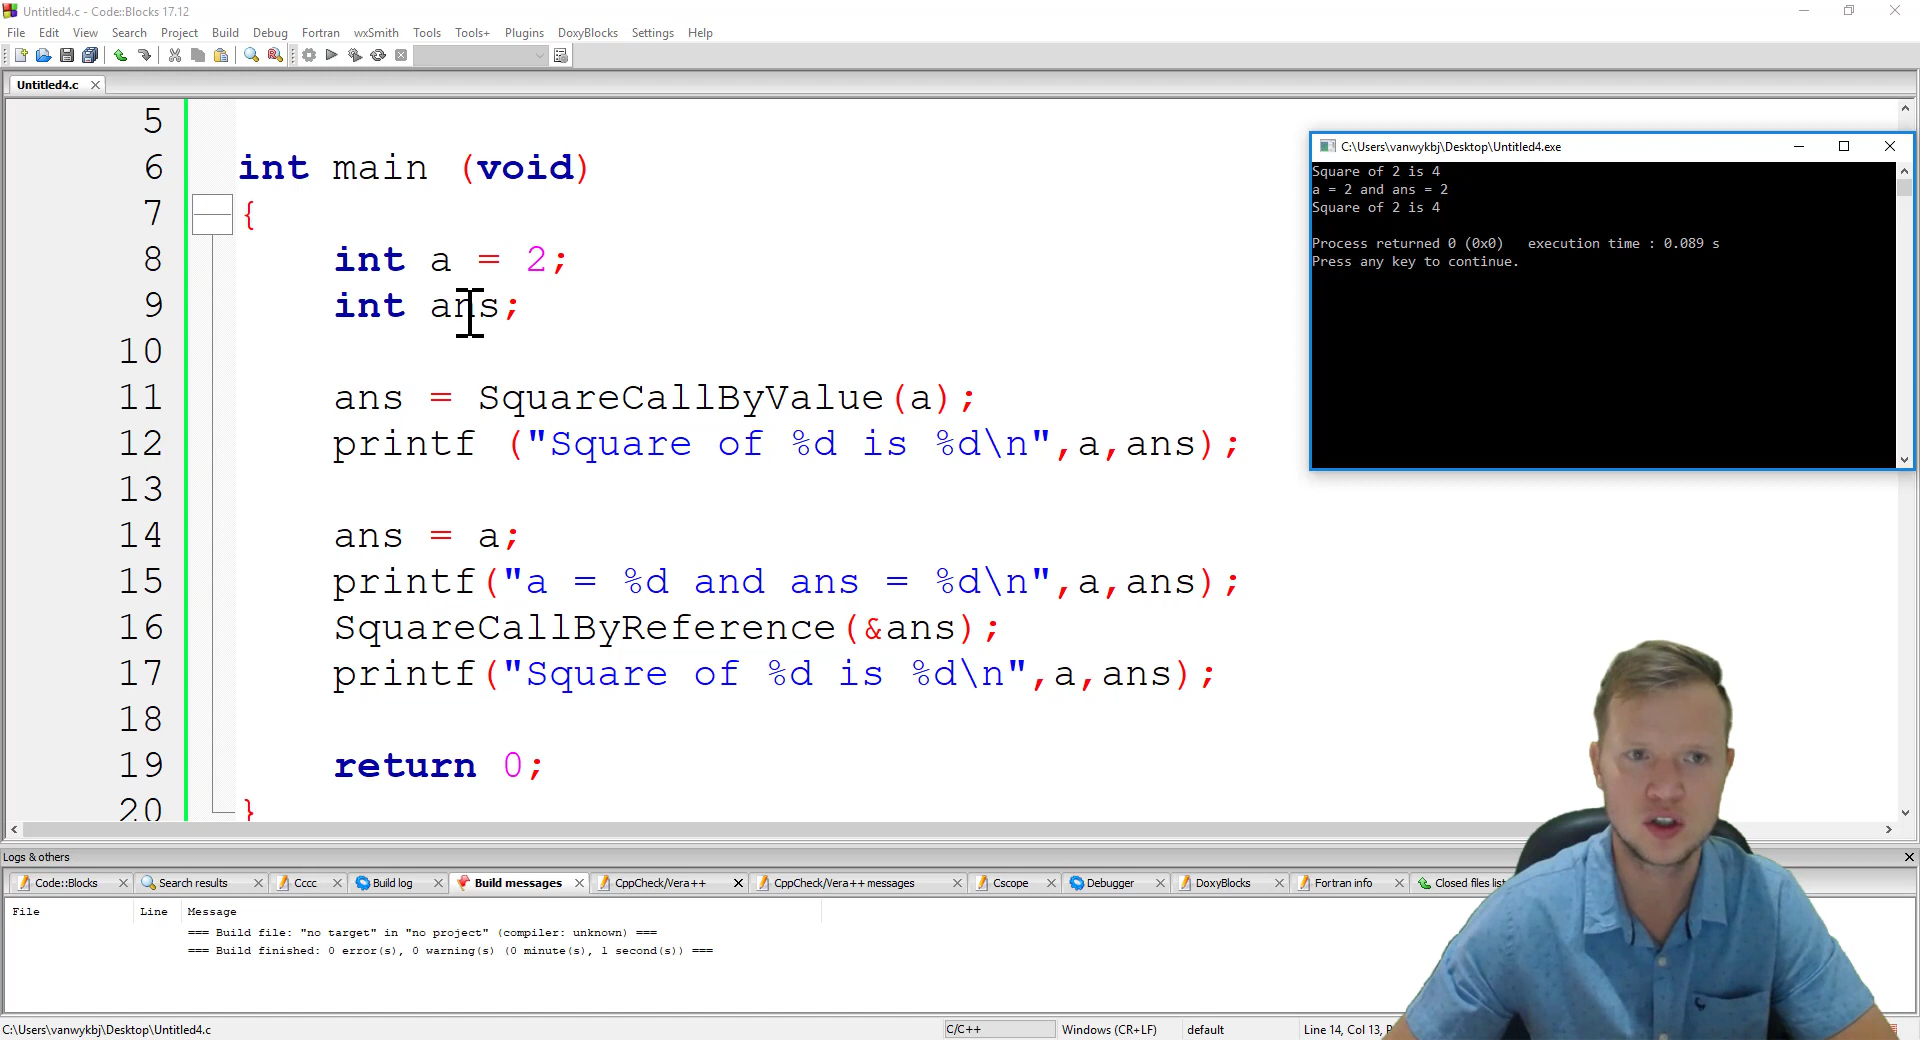 Untitled4.c - Code::Blocks 17.12
File Edit View Search Project Build Debug Fortran wxSmith Tools Tools+ Plugins DoxyBlocks Settings Help
Untitled4.c
5
6 int main (void)
7 {
8 int a = 2;
9 int ans;
10
11 ans = SquareCallByValue(a);
12 printf ("Square of %d is %d\n",a,ans);
13
14 ans = a;
15 printf("a = %d and ans = %d\n",a,ans);
16 SquareCallByReference(&ans);
17 printf("Square of %d is %d\n",a,ans);
18
19 return 0;
20 }
C:\Users\vanwykbj\Desktop\Untitled4.exe
Square of 2 is 4
a = 2 and ans = 2
Square of 2 is 4
Process returned 0 (0x0) execution time : 0.089 s
Press any key to continue.
Logs & others
Code::Blocks Search results Cccc Build log Build messages CppCheck/Vera++ CppCheck/Vera++ messages Cscope Debugger DoxyBlocks Fortran info Closed files list
File Line Message
=== Build file: "no target" in "no project" (compiler: unknown) ===
=== Build finished: 0 error(s), 0 warning(s) (0 minute(s), 1 second(s)) ===
C:\Users\vanwykbj\Desktop\Untitled4.c C/C++ Windows (CR+LF) default Line 14, Col 13,